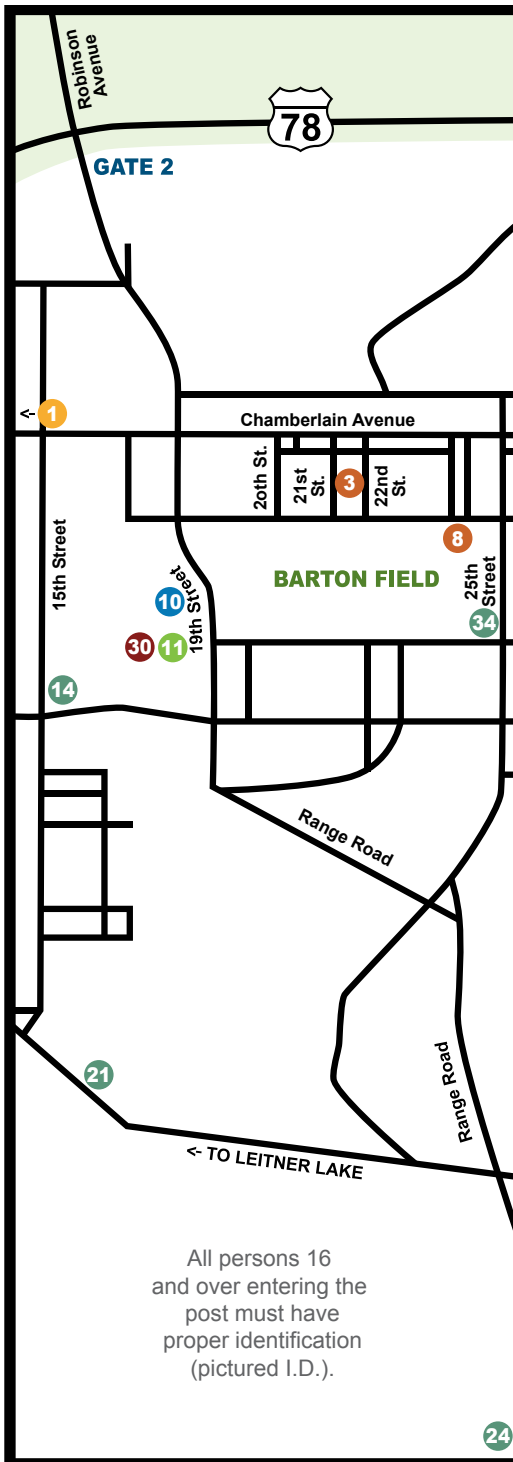 Robinson
Avenue
78
GATE 2
<- 1
Chamberlain Avenue
2oth St.
21st
St.
3
22nd
St.
8
15th Street
BARTON FIELD
25th
Street
10
19th Street
34
30
11
14
Range Road
21
Range Road
<- TO LEITNER LAKE
All persons 16
and over entering the
post must have
proper identification
(pictured I.D.).
24